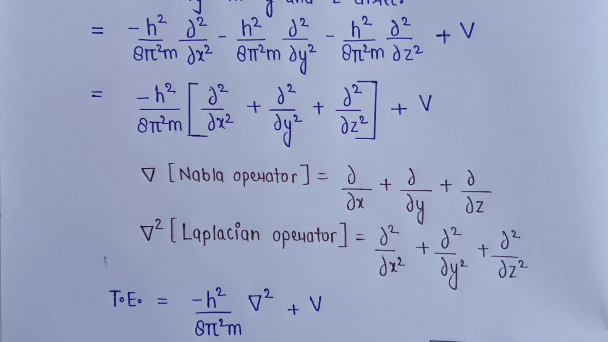 y and z
= -h²/8π²m ∂²/∂x² - h²/8π²m ∂²/∂y² - h²/8π²m ∂²/∂z² + V
= -h²/8π²m [∂²/∂x² + ∂²/∂y² + ∂²/∂z²] + V
∇ [Nabla operator] = ∂/∂x + ∂/∂y + ∂/∂z
∇² [Laplacian operator] = ∂²/∂x² + ∂²/∂y² + ∂²/∂z²
T.E. = -h²/8π²m ∇² + V